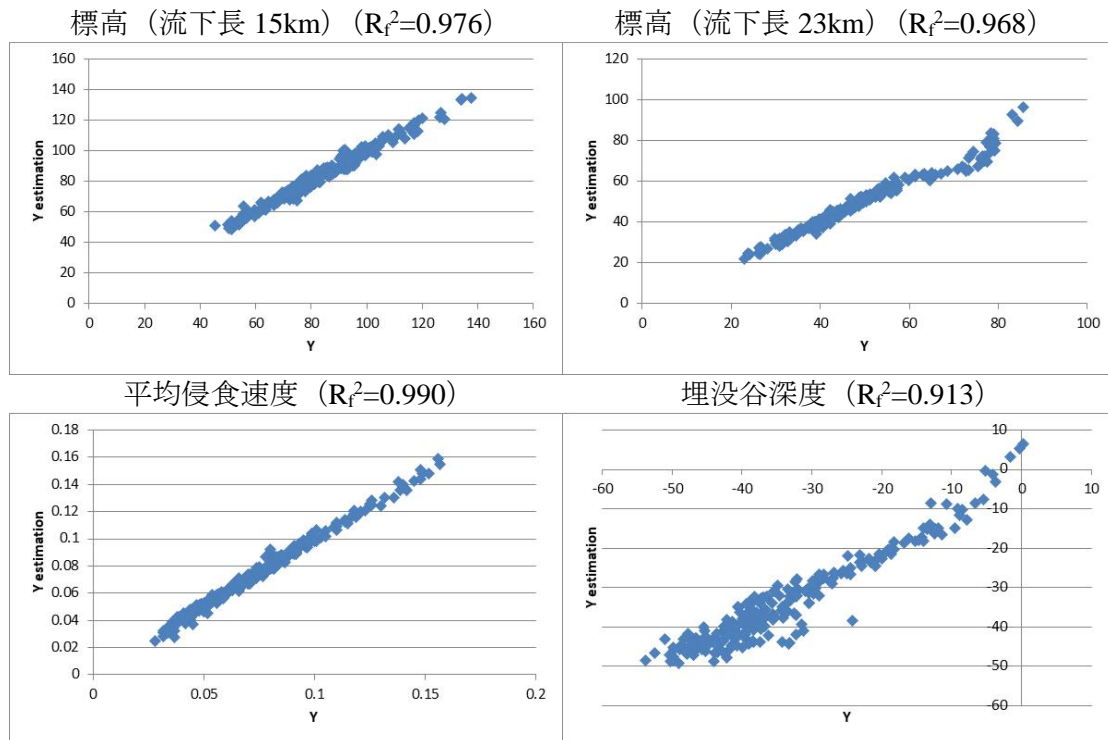 標高（流下長 15km）（Rf²=0.976）
160
140
120
100
80
60
40
20
0
Y estimation
0 20 40 60 80 100 120 140 160
Y
標高（流下長 23km）（Rf²=0.968）
120
100
80
60
40
20
0
Y estimation
0 20 40 60 80 100
Y
平均侵食速度（Rf²=0.990）
0.18
0.16
0.14
0.12
0.1
0.08
0.06
0.04
0.02
0
Y estimation
0 0.05 0.1 0.15 0.2
Y
埋没谷深度（Rf²=0.913）
10
0
-60 -50 -40 -30 -20 -10 0 10
-10
-20
-30
-40
-50
-60
Y estimation
Y